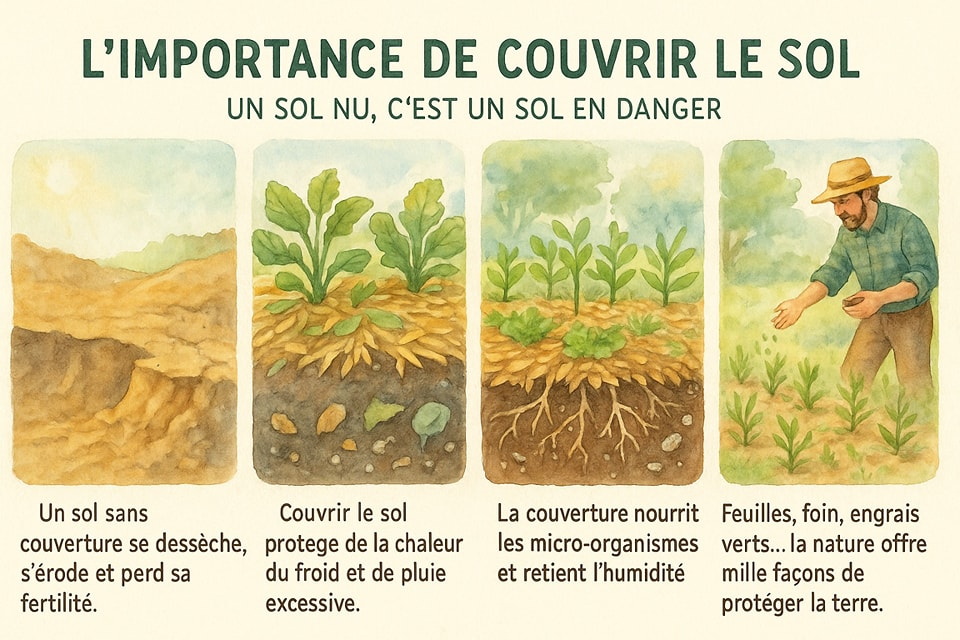 L'IMPORTANCE DE COUVRIR LE SOL
UN SOL NU, C'EST UN SOL EN DANGER
Un sol sans
couverture se dessèche,
s'érode et perd sa
fertilité.
Couvrir le sol
protege de la chaleur
du froid et de pluie
excessive.
La couverture nourrit
les micro-organismes
et retient l'humidité
Feuilles, foin, engrais
verts... la nature offre
mille façons de
protéger la terre.